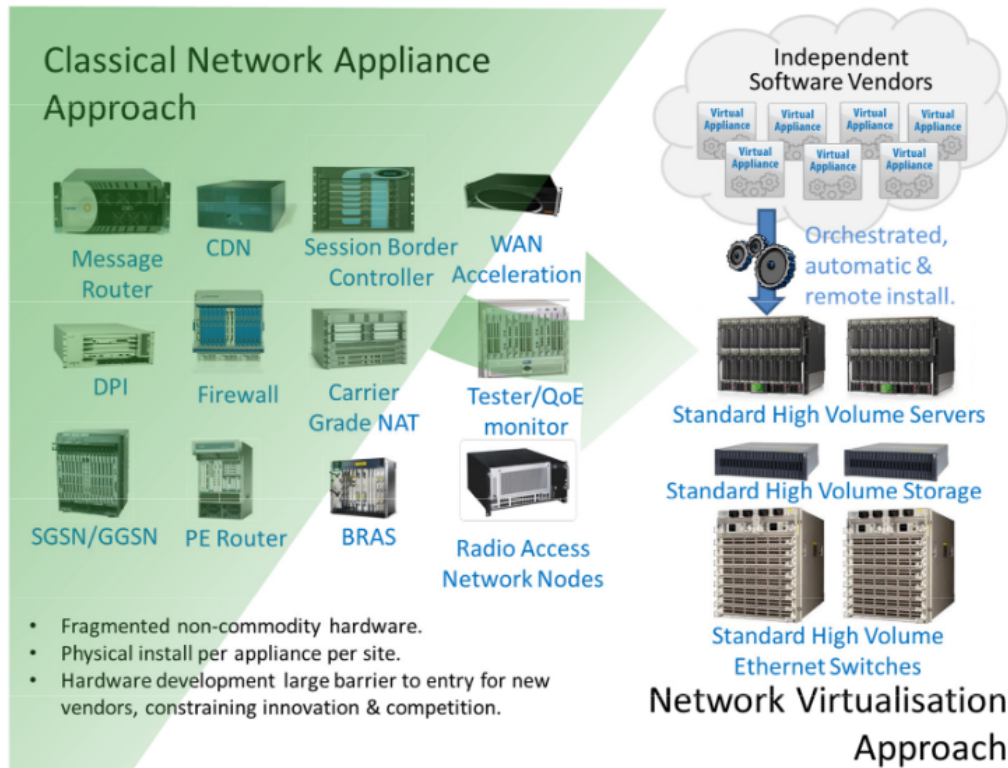 Classical Network Appliance
Approach
Message
Router
CDN
Session Border
Controller
WAN
Acceleration
DPI
Firewall
Carrier
Grade NAT
Tester/QoE
monitor
SGSN/GGSN
PE Router
BRAS
Radio Access
Network Nodes
• Fragmented non-commodity hardware.
• Physical install per appliance per site.
• Hardware development large barrier to entry for new
vendors, constraining innovation & competition.
Independent
Software Vendors
Virtual
Appliance
Virtual
Appliance
Virtual
Appliance
Virtual
Appliance
Virtual
Appliance
Virtual
Appliance
Virtual
Appliance
Orchestrated,
automatic &
remote install.
Standard High Volume Servers
Standard High Volume Storage
Standard High Volume
Ethernet Switches
Network Virtualisation
Approach